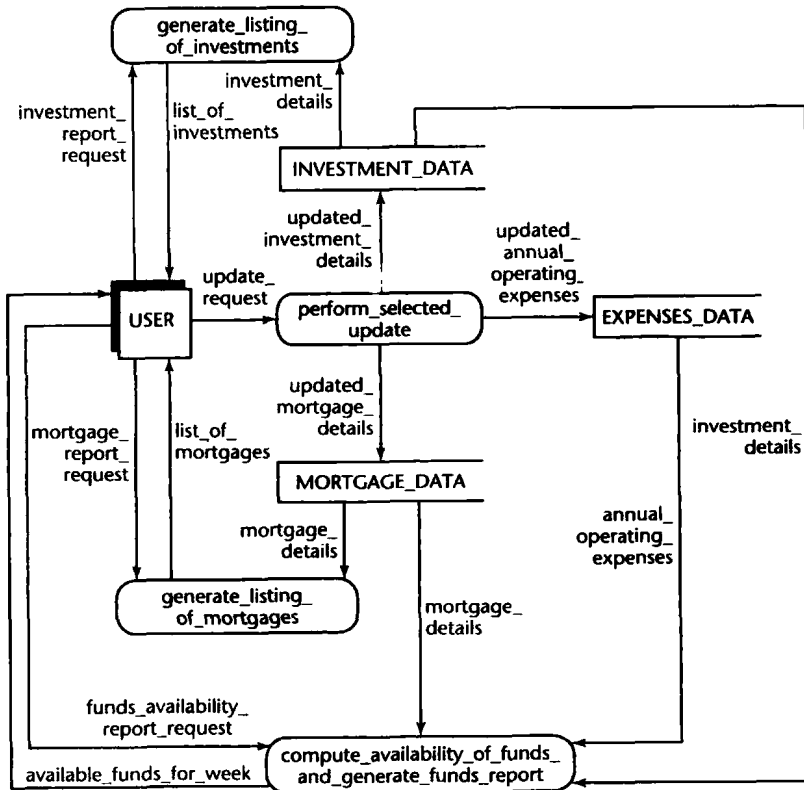 generate_listing_
of_investments
investment_
report_
request
list_of_
investments
investment_
details
INVESTMENT_DATA
updated_
investment_
details
updated_
annual_
operating_
expenses
update_
request
USER
perform_selected_
update
EXPENSES_DATA
updated_
mortgage_
details
mortgage_
report_
request
list_of_
mortgages
investment_
details
MORTGAGE_DATA
mortgage_
details
annual_
operating_
expenses
generate_listing_
of_mortgages
mortgage_
details
funds_availability_
report_request
compute_availability_of_funds_
and_generate_funds_report
available_funds_for_week